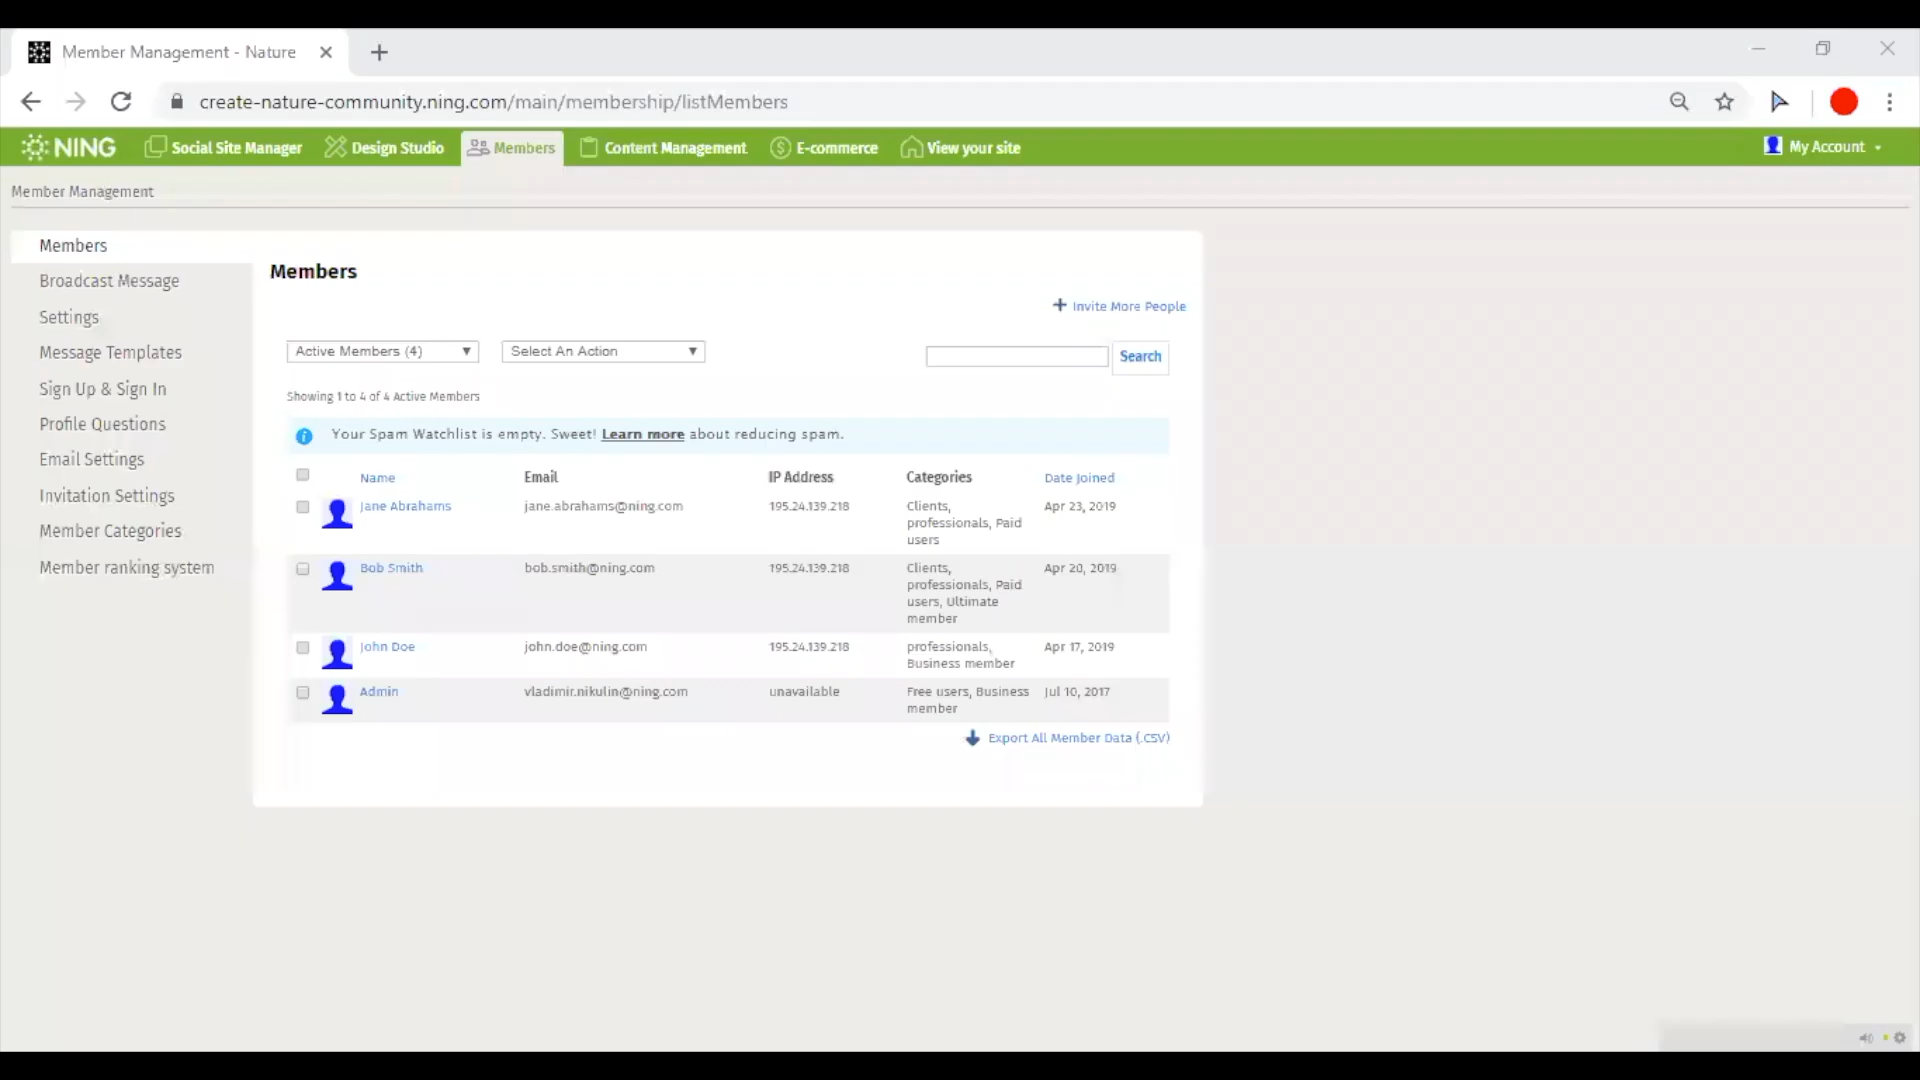 Member Management - Nature
create-nature-community.ning.com/main/membership/listMembers
NING Social Site Manager Design Studio Members Content Management E-commerce View your site My Account
Member Management
Members
Broadcast Message
Settings
Message Templates
Sign Up & Sign In
Profile Questions
Email Settings
Invitation Settings
Member Categories
Member ranking system
Members
Invite More People
Active Members (4) Select An Action Search
Showing 1 to 4 of 4 Active Members
Your Spam Watchlist is empty. Sweet! Learn more about reducing spam.
Name Email IP Address Categories Date Joined
Jane Abrahams jane.abrahams@ning.com 195.24.139.218 Clients, Apr 23, 2019
professionals, Paid
users
Bob Smith bob.smith@ning.com 195.24.139.218 Clients, Apr 20, 2019
professionals, Paid
users, Ultimate
member
John Doe john.doe@ning.com 195.24.139.218 professionals, Apr 17, 2019
Business member
Admin vladimir.nikulin@ning.com unavailable Free users, Business Jul 10, 2017
member
Export All Member Data (.CSV)